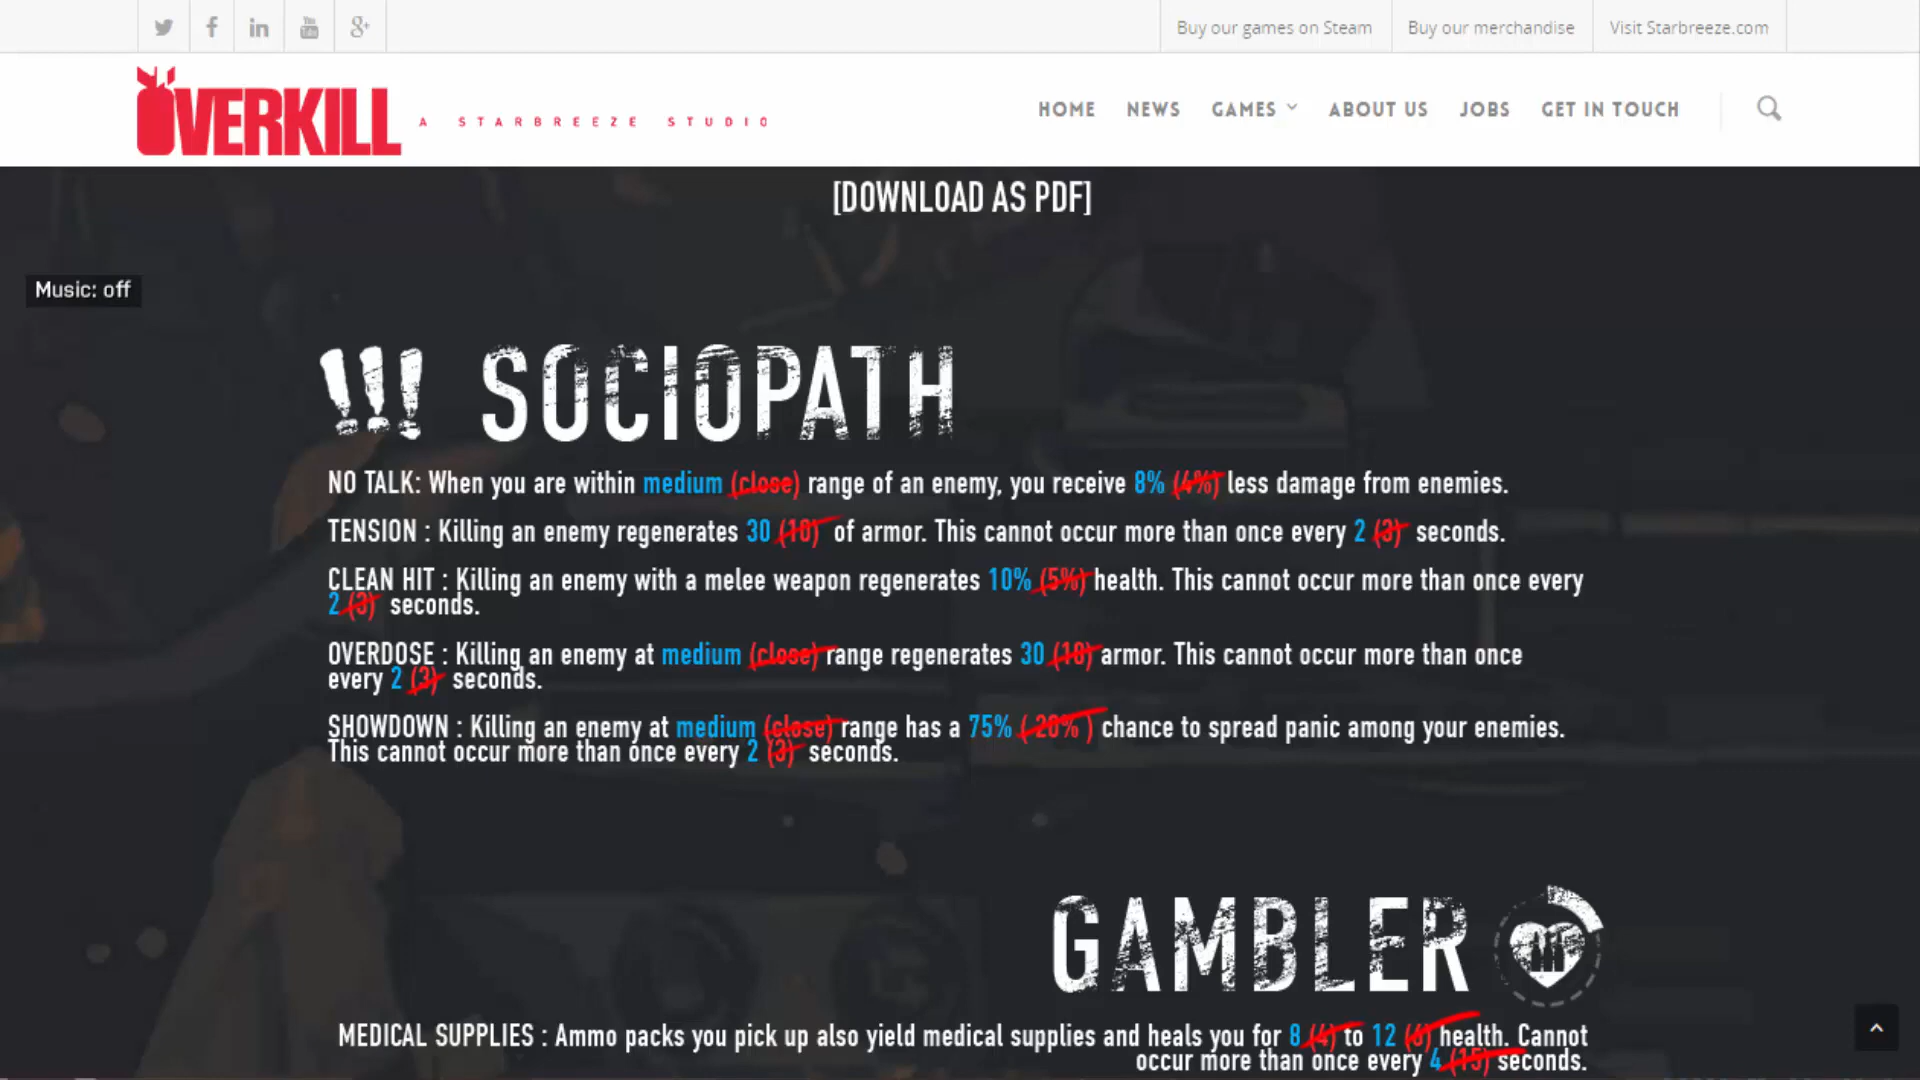 Buy our games on Steam
Buy our merchandise
Visit Starbreeze.com
OVERKILL
A STARBREEZE STUDIO
HOME
NEWS
GAMES
ABOUT US
JOBS
GET IN TOUCH
[DOWNLOAD AS PDF]
Music: off
!!! SOCIOPATH
NO TALK: When you are within medium (close) range of an enemy, you receive 8% (4%) less damage from enemies.
TENSION : Killing an enemy regenerates 30 (10) of armor. This cannot occur more than once every 2 (3) seconds.
CLEAN HIT : Killing an enemy with a melee weapon regenerates 10% (5%) health. This cannot occur more than once every
2 (3) seconds.
OVERDOSE : Killing an enemy at medium (close) range regenerates 30 (10) armor. This cannot occur more than once
every 2 (3) seconds.
SHOWDOWN : Killing an enemy at medium (close) range has a 75% ( 20% ) chance to spread panic among your enemies.
This cannot occur more than once every 2 (3) seconds.
GAMBLER
MEDICAL SUPPLIES : Ammo packs you pick up also yield medical supplies and heals you for 8 (4) to 12 (6) health. Cannot
occur more than once every 4 (15) seconds.